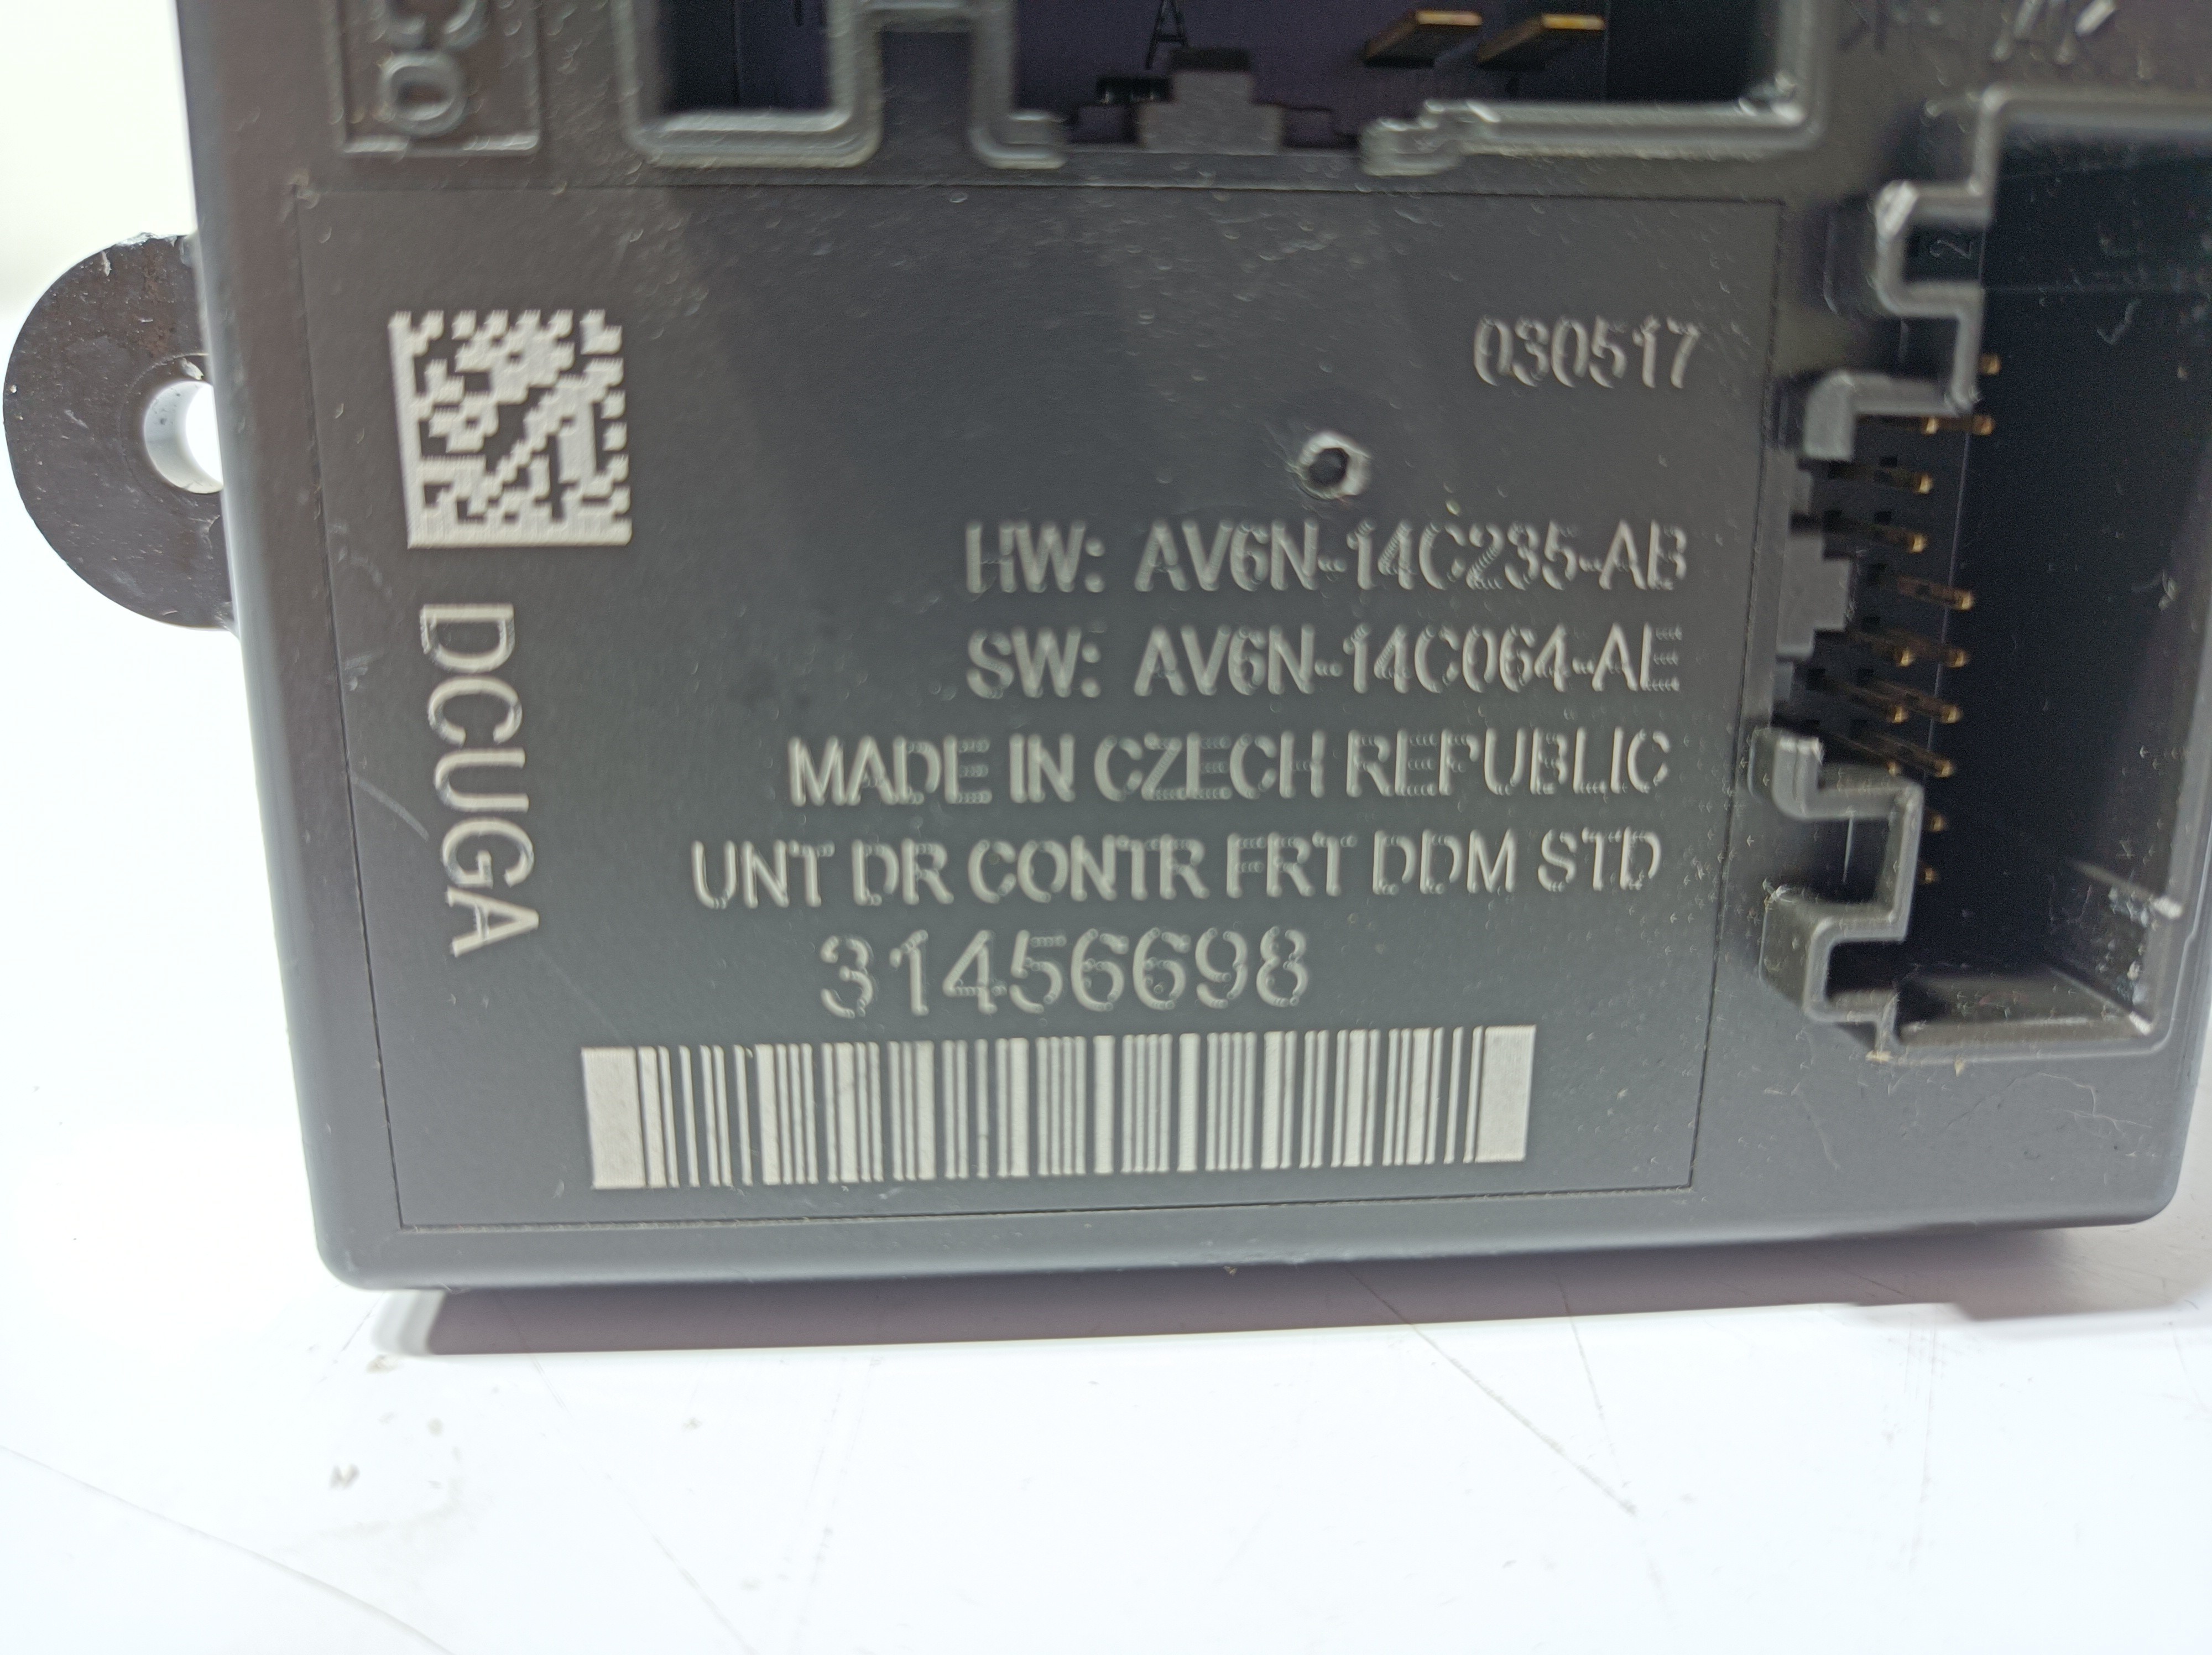 030517
HW: AV6N-14C235-AB
SW: AV6N-14C064-AE
MADE IN CZECH REPUBLIC
UNT DR CONTR FRT DDM STD
31456698
DCUGA
2